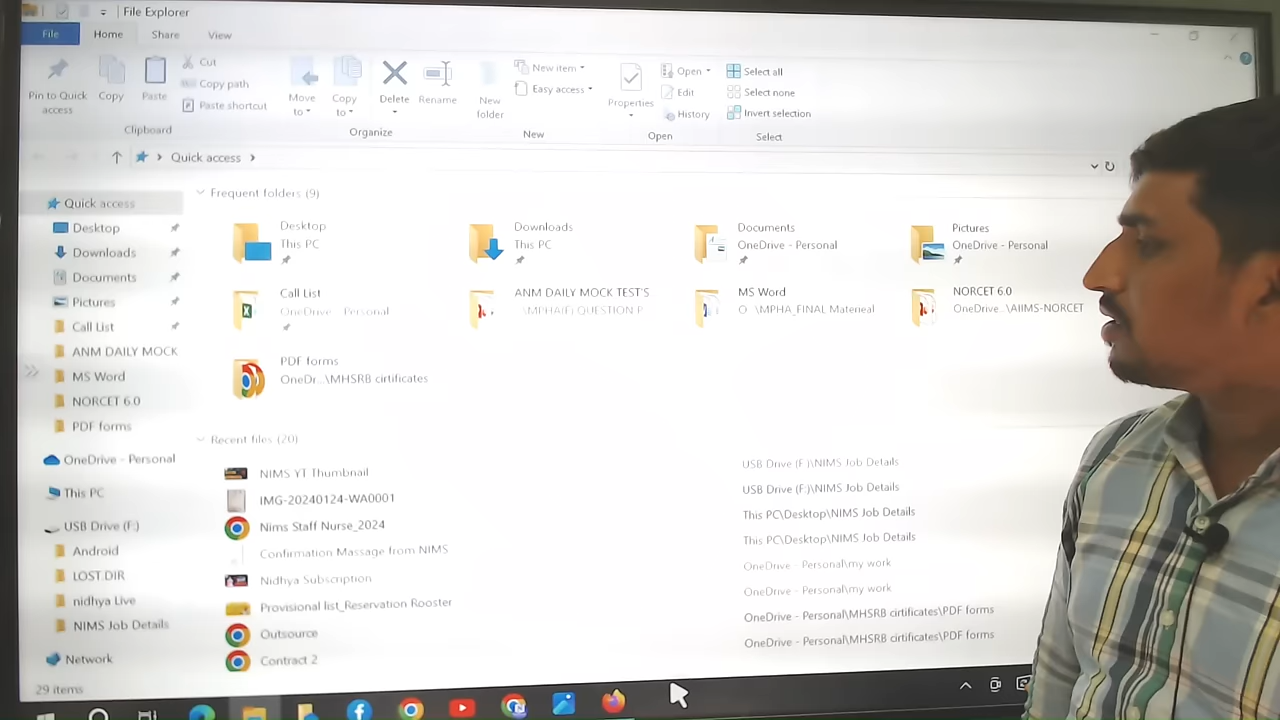 File Explorer
File Home Share View
Pin to Quick access
Copy
Paste
Cut
Copy path
Paste shortcut
Clipboard
Move to
Copy to
Delete
Rename
Organize
New folder
New item
Easy access
New
Properties
Open
Edit
History
Open
Select all
Select none
Invert selection
Select
Quick access
Quick access
Desktop
Downloads
Documents
Pictures
Call List
ANM DAILY MOCK
MS Word
NORCET 6.0
PDF forms
OneDrive - Personal
This PC
USB Drive (F:)
Android
LOST.DIR
nidhya Live
NIMS Job Details
Network
29 items
Frequent folders (9)
Desktop
This PC
Downloads
This PC
Documents
OneDrive - Personal
Pictures
OneDrive - Personal
Call List
OneDrive - Personal
ANM DAILY MOCK TEST'S
\MPHA(F) QUESTION P
MS Word
O \MPHA_FINAL Matereal
NORCET 6.0
OneDrive...\AIIMS-NORCET
PDF forms
OneDr...\MHSRB cirtificates
Recent files (20)
NIMS YT Thumbnail USB Drive (F:)\NIMS Job Details
IMG-20240124-WA0001 USB Drive (F:)\NIMS Job Details
Nims Staff Nurse_2024 This PC\Desktop\NIMS Job Details
Confirmation Massage from NIMS This PC\Desktop\NIMS Job Details
Nidhya Subscription OneDrive - Personal\my work
Provisional list_Reservation Rooster OneDrive - Personal\my work
Outsource OneDrive - Personal\MHSRB cirtificates\PDF forms
Contract 2 OneDrive - Personal\MHSRB cirtificates\PDF forms